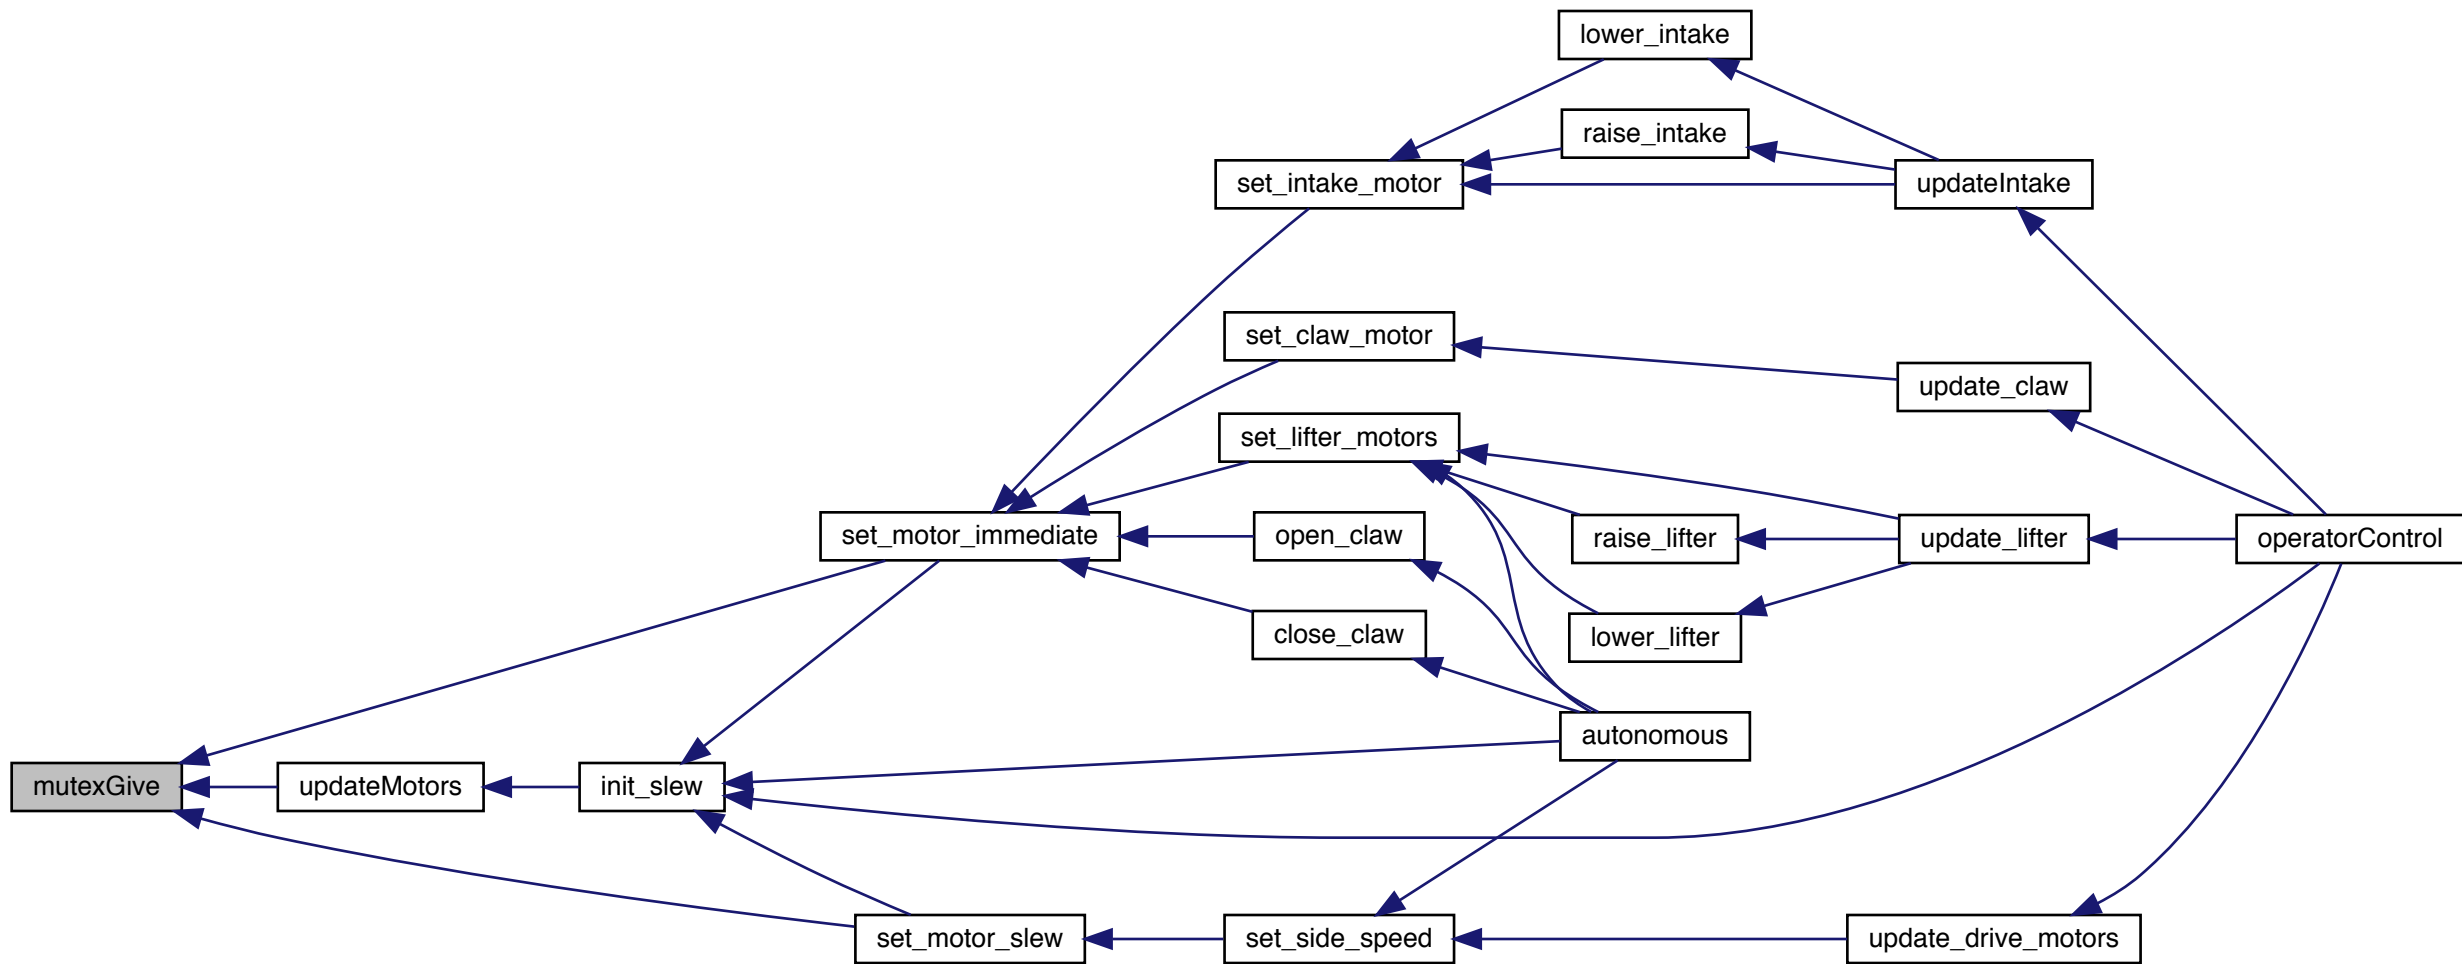 lower_intake
raise_intake
set_intake_motor
updateIntake
set_claw_motor
update_claw
set_lifter_motors
set_motor_immediate
open_claw
raise_lifter
update_lifter
operatorControl
close_claw
lower_lifter
autonomous
mutexGive
updateMotors
init_slew
set_motor_slew
set_side_speed
update_drive_motors